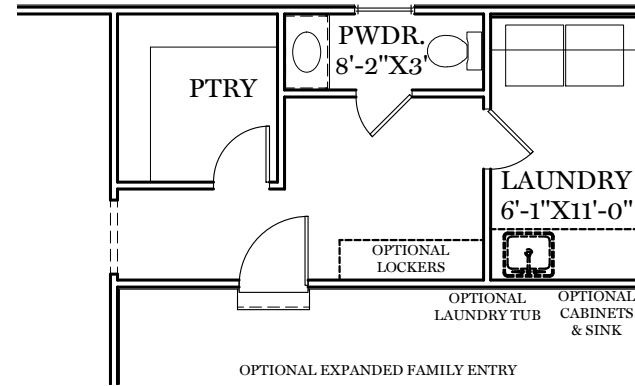 PWDR.
8'-2"X3'
PTRY
LAUNDRY
6'-1"X11'-0"
OPTIONAL
LOCKERS
OPTIONAL
LAUNDRY TUB
OPTIONAL
CABINETS
& SINK
OPTIONAL EXPANDED FAMILY ENTRY